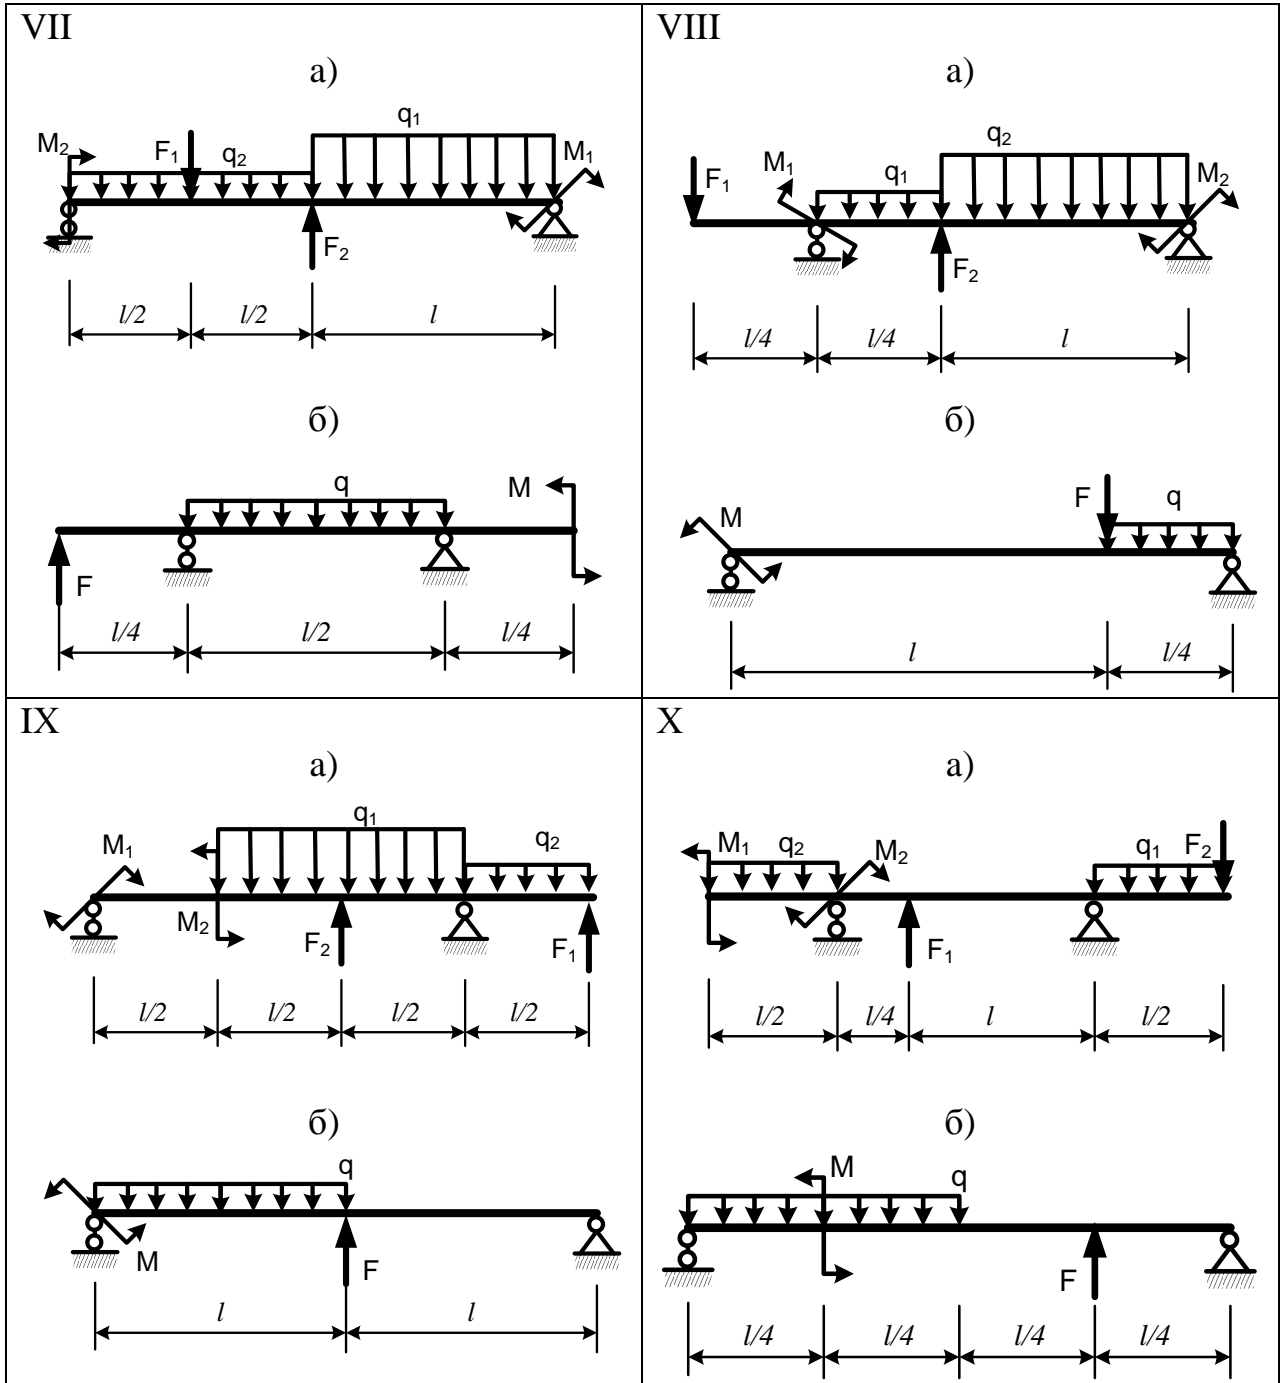 VII
а)
M₂ F₁ q₂ q₁ M₁
F₂
l/2 l/2 l
б)
q M
F
l/4 l/2 l/4
VIII
а)
F₁ M₁ q₁ q₂ M₂
F₂
l/4 l/4 l
б)
M F q
l l/4
IX
а)
M₁ q₁ q₂
M₂ F₂ F₁
l/2 l/2 l/2 l/2
б)
q
M F
l l
X
а)
M₁ q₂ M₂ q₁ F₂
F₁
l/2 l/4 l l/2
б)
M q
F
l/4 l/4 l/4 l/4